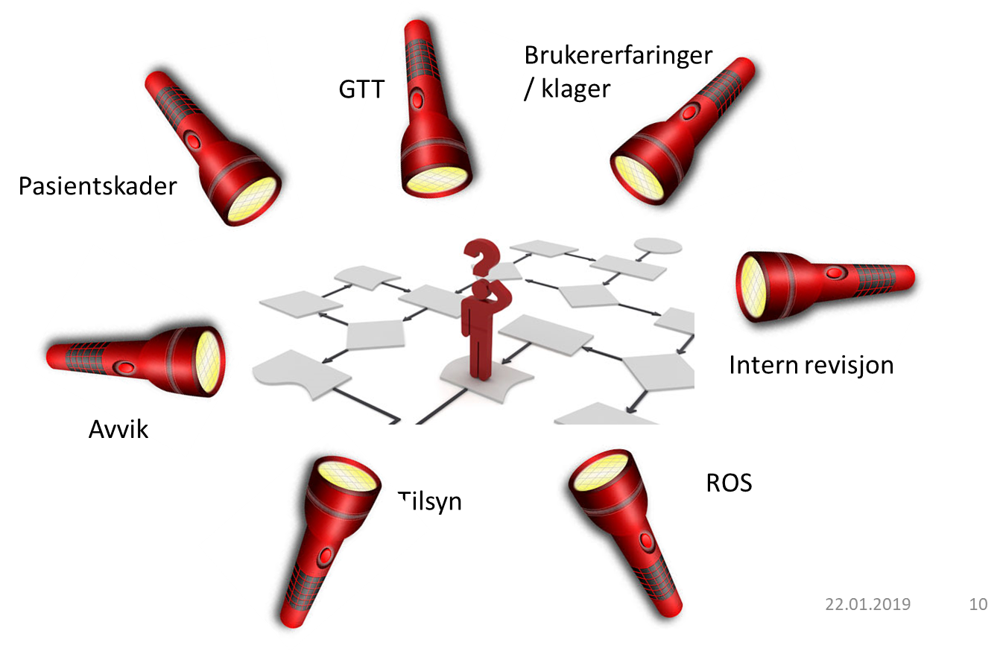 Brukererfaringer
/ klager
GTT
Pasientskader
Intern revisjon
Avvik
ROS
Tilsyn
22.01.2019
10